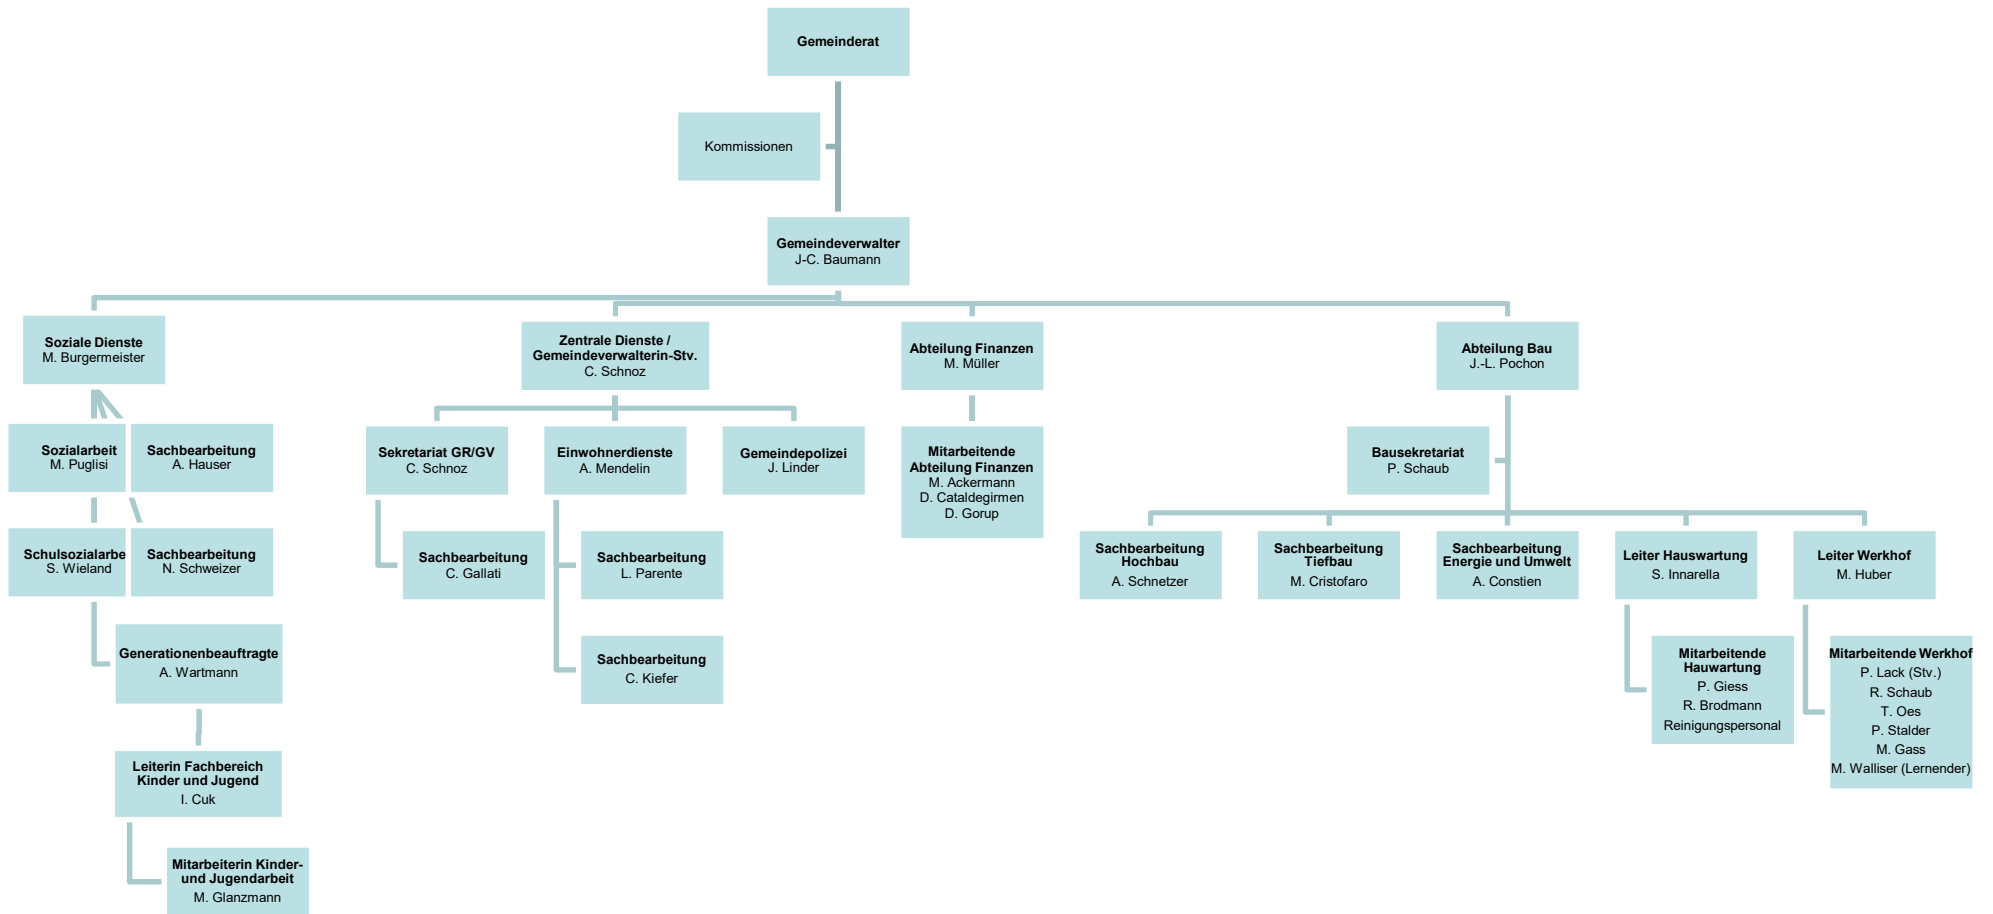 Gemeinderat
Kommissionen
Gemeindeverwalter
J-C. Baumann
Soziale Dienste
M. Burgermeister
Zentrale Dienste /
Gemeindeverwalterin-Stv.
C. Schnoz
Abteilung Finanzen
M. Müller
Abteilung Bau
J.-L. Pochon
Sozialarbeit
M. Puglisi
Sachbearbeitung
A. Hauser
Sekretariat GR/GV
C. Schnoz
Einwohnerdienste
A. Mendelin
Gemeindepolizei
J. Linder
Mitarbeitende
Abteilung Finanzen
M. Ackermann
D. Cataldegirmen
D. Gorup
Bausekretariat
P. Schaub
Schulsozialarbe
S. Wieland
Sachbearbeitung
N. Schweizer
Sachbearbeitung
C. Gallati
Sachbearbeitung
L. Parente
Sachbearbeitung
Hochbau
A. Schnetzer
Sachbearbeitung
Tiefbau
M. Cristofaro
Sachbearbeitung
Energie und Umwelt
A. Constien
Leiter Hauswartung
S. Innarella
Leiter Werkhof
M. Huber
Generationenbeauftragte
A. Wartmann
Sachbearbeitung
C. Kiefer
Mitarbeitende
Hauwartung
P. Giess
R. Brodmann
Reinigungspersonal
Mitarbeitende Werkhof
P. Lack (Stv.)
R. Schaub
T. Oes
P. Stalder
M. Gass
M. Walliser (Lernender)
Leiterin Fachbereich
Kinder und Jugend
I. Cuk
Mitarbeiterin Kinder-
und Jugendarbeit
M. Glanzmann